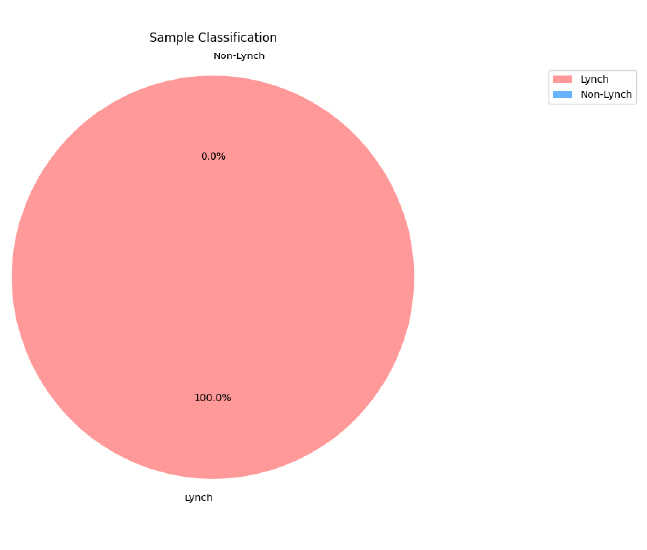 Sample Classification
Non-Lynch
Lynch
Non-Lynch
0.0%
100.0%
Lynch